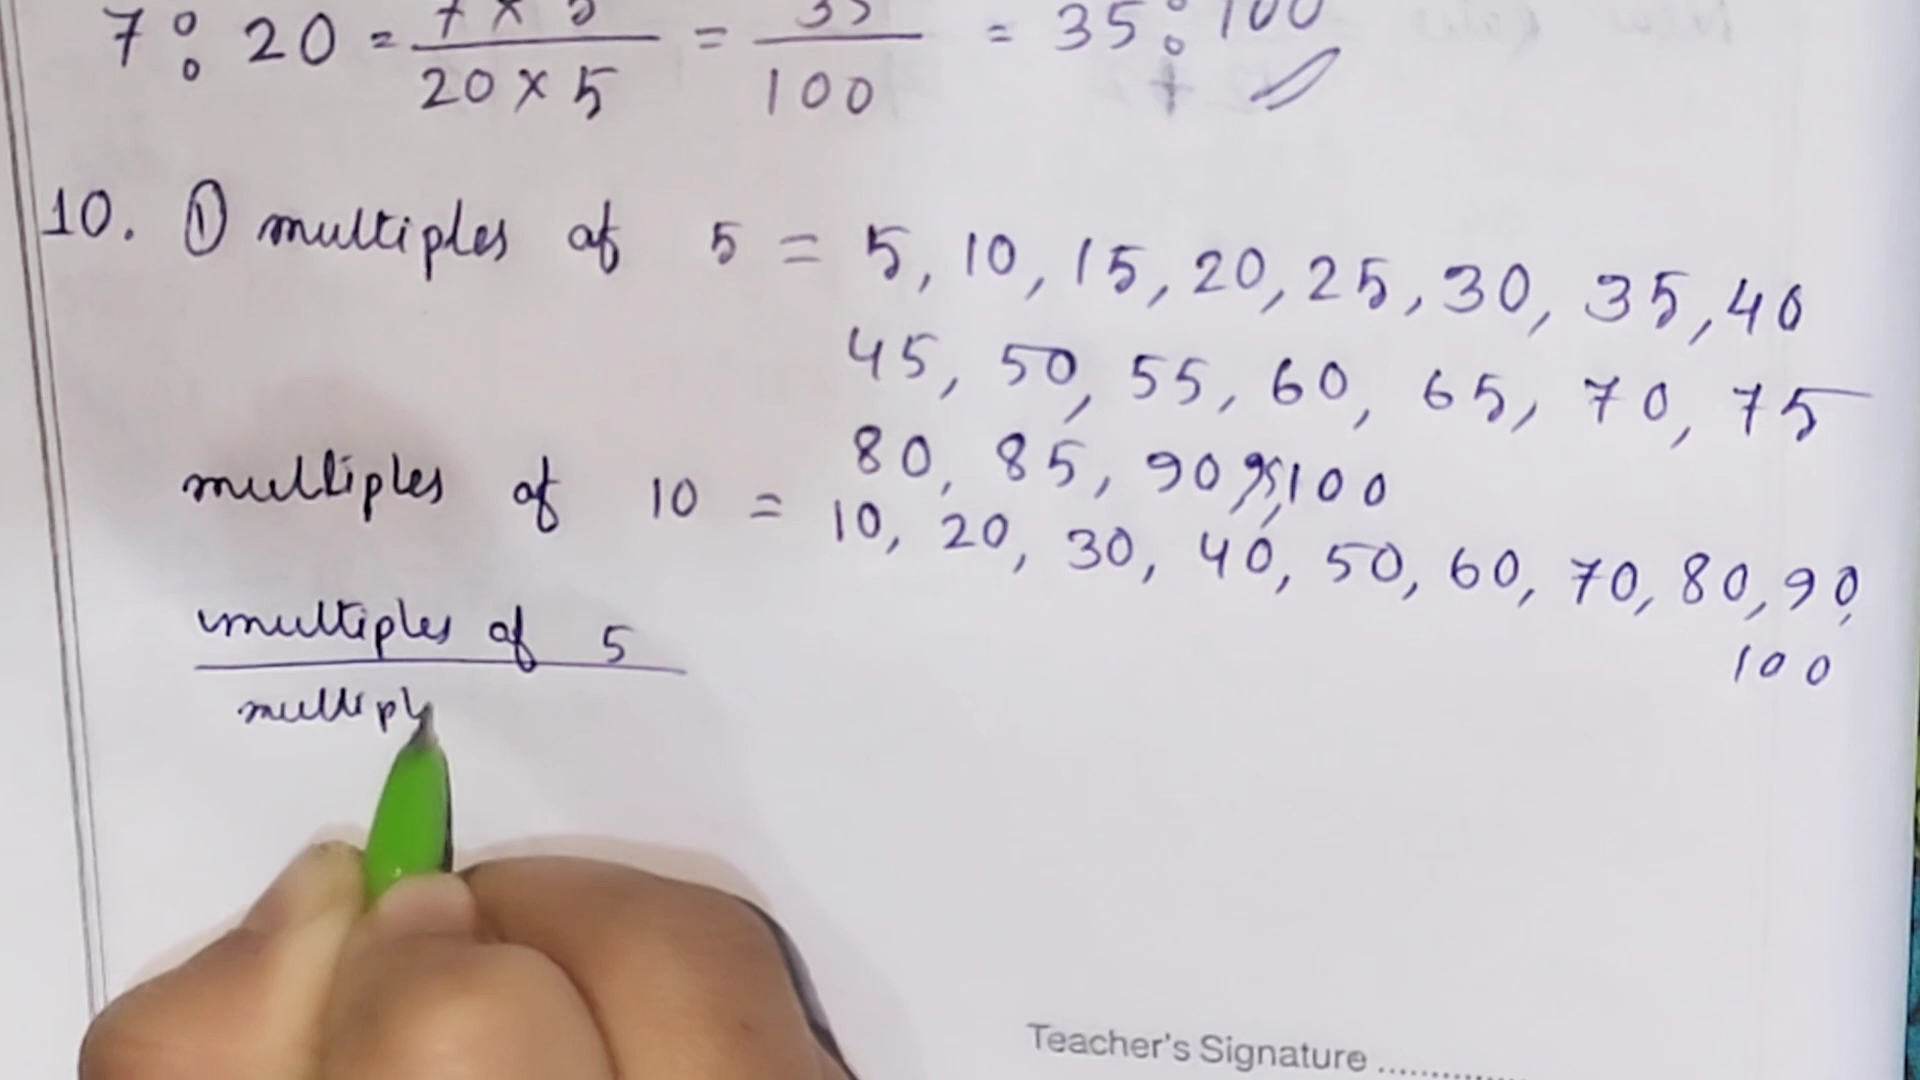 7 : 20 = 7 × 5 / 20 × 5 = 35 / 100 = 35 : 100
10. ① multiples of 5 = 5, 10, 15, 20, 25, 30, 35, 40
45, 50, 55, 60, 65, 70, 75
80, 85, 90, 95, 100
multiples of 10 = 10, 20, 30, 40, 50, 60, 70, 80, 90,
100
multiples of 5
multipl
Teacher's Signature ..............